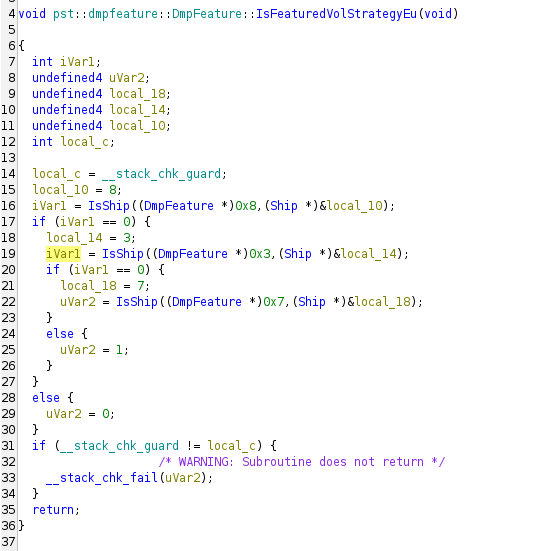 3
4 void pst::dmpfeature::DmpFeature::IsFeaturedVolStrategyEu(void)
5
6 {
7   int iVar1;
8   undefined4 uVar2;
9   undefined4 local_18;
10   undefined4 local_14;
11   undefined4 local_10;
12   int local_c;
13
14   local_c = __stack_chk_guard;
15   local_10 = 8;
16   iVar1 = IsShip((DmpFeature *)0x8,(Ship *)&local_10);
17   if (iVar1 == 0) {
18     local_14 = 3;
19     iVar1 = IsShip((DmpFeature *)0x3,(Ship *)&local_14);
20     if (iVar1 == 0) {
21       local_18 = 7;
22       uVar2 = IsShip((DmpFeature *)0x7,(Ship *)&local_18);
23     }
24     else {
25       uVar2 = 1;
26     }
27   }
28   else {
29     uVar2 = 0;
30   }
31   if (__stack_chk_guard != local_c) {
32                     /* WARNING: Subroutine does not return */
33     __stack_chk_fail(uVar2);
34   }
35   return;
36 }
37